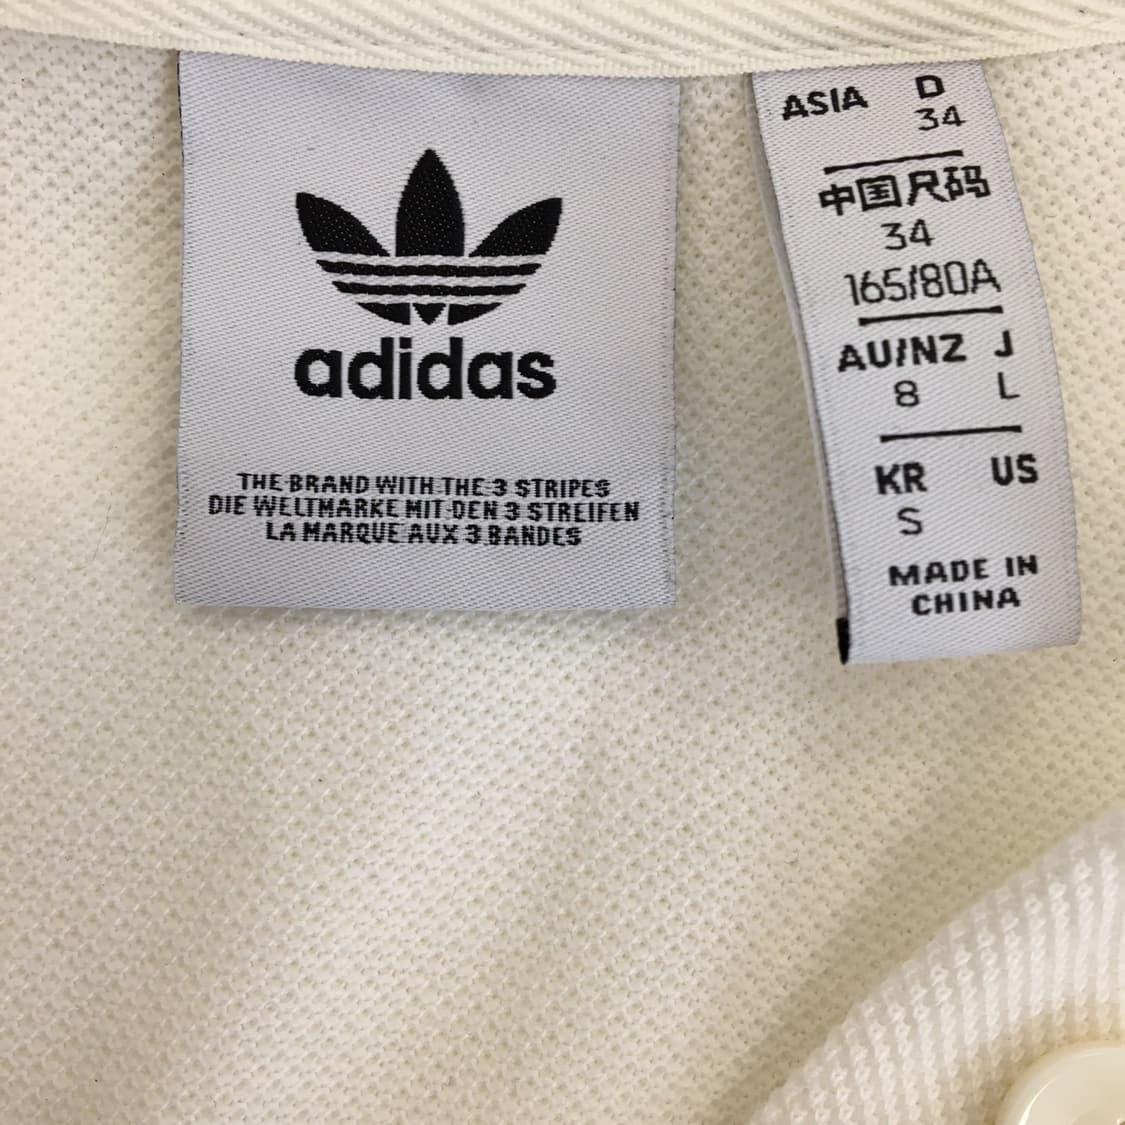 adidas
THE BRAND WITH THE 3 STRIPES
DIE WELTMARKE MIT DEN 3 STREIFEN
LA MARQUE AUX 3 BANDES
ASIA D
34
中国尺码
34
165/80A
AU/NZ J
8 L
KR US
S
MADE IN
CHINA